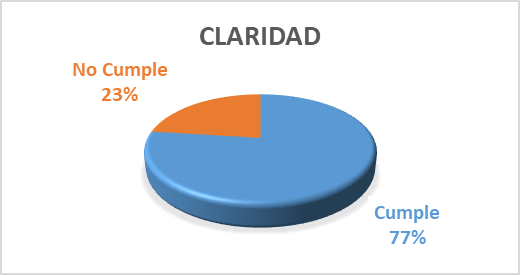 CLARIDAD
No Cumple
23%
Cumple
77%